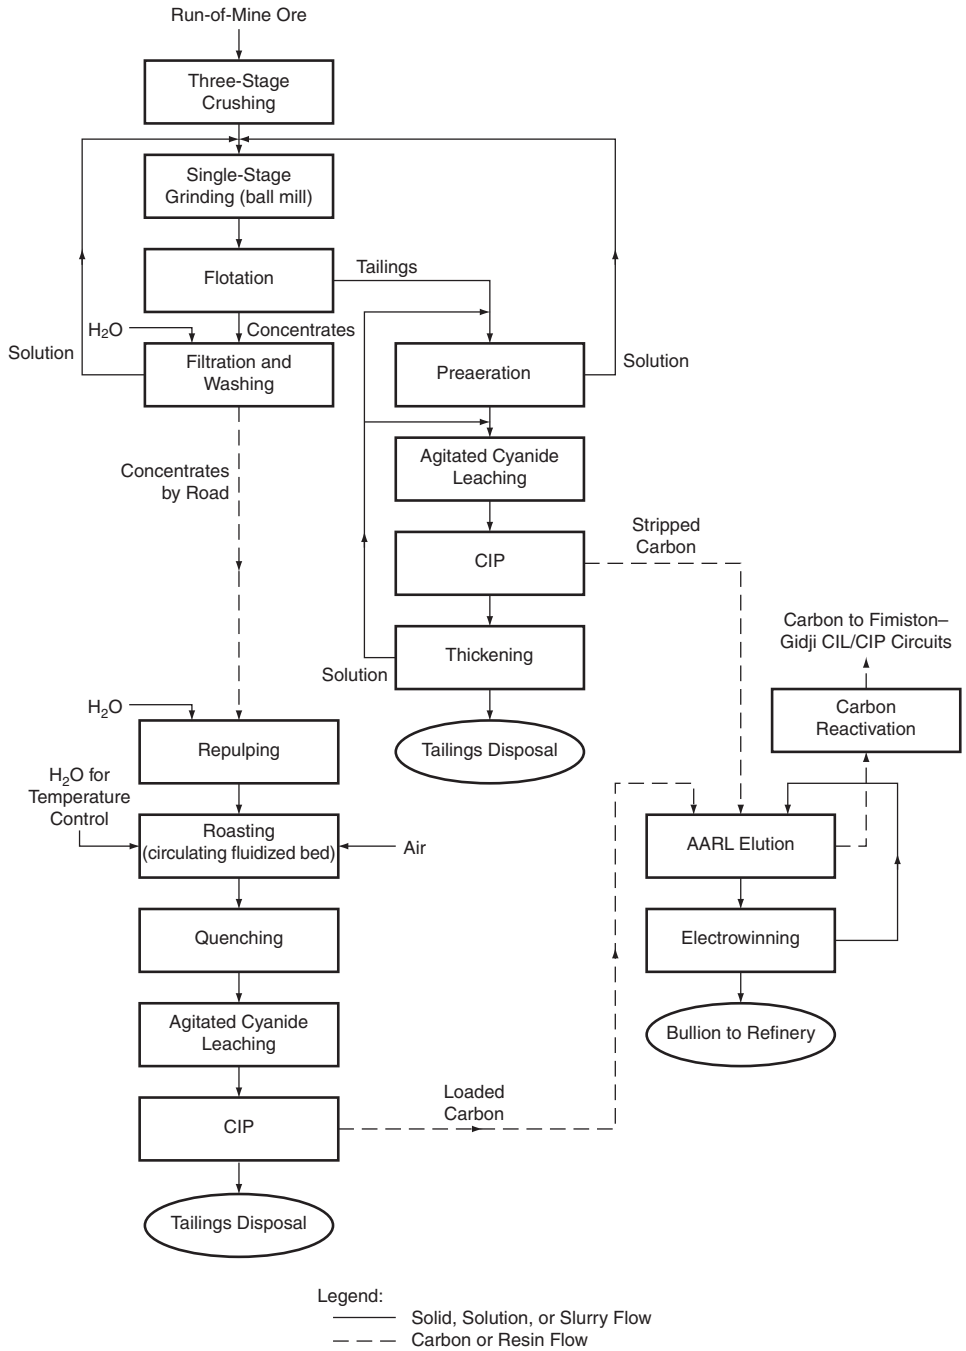 Run-of-Mine Ore
Three-Stage
Crushing
Single-Stage
Grinding (ball mill)
Flotation
Tailings
H₂O
Concentrates
Solution
Filtration and
Washing
Preaeration
Solution
Concentrates
by Road
Agitated Cyanide
Leaching
Stripped
Carbon
CIP
Carbon to Fimiston–
Gidji CIL/CIP Circuits
Thickening
Solution
H₂O
Carbon
Reactivation
Repulping
Tailings Disposal
H₂O for
Temperature
Control
Roasting
(circulating fluidized bed)
Air
AARL Elution
Quenching
Electrowinning
Agitated Cyanide
Leaching
Bullion to Refinery
Loaded
Carbon
CIP
Tailings Disposal
Legend:
Solid, Solution, or Slurry Flow
Carbon or Resin Flow